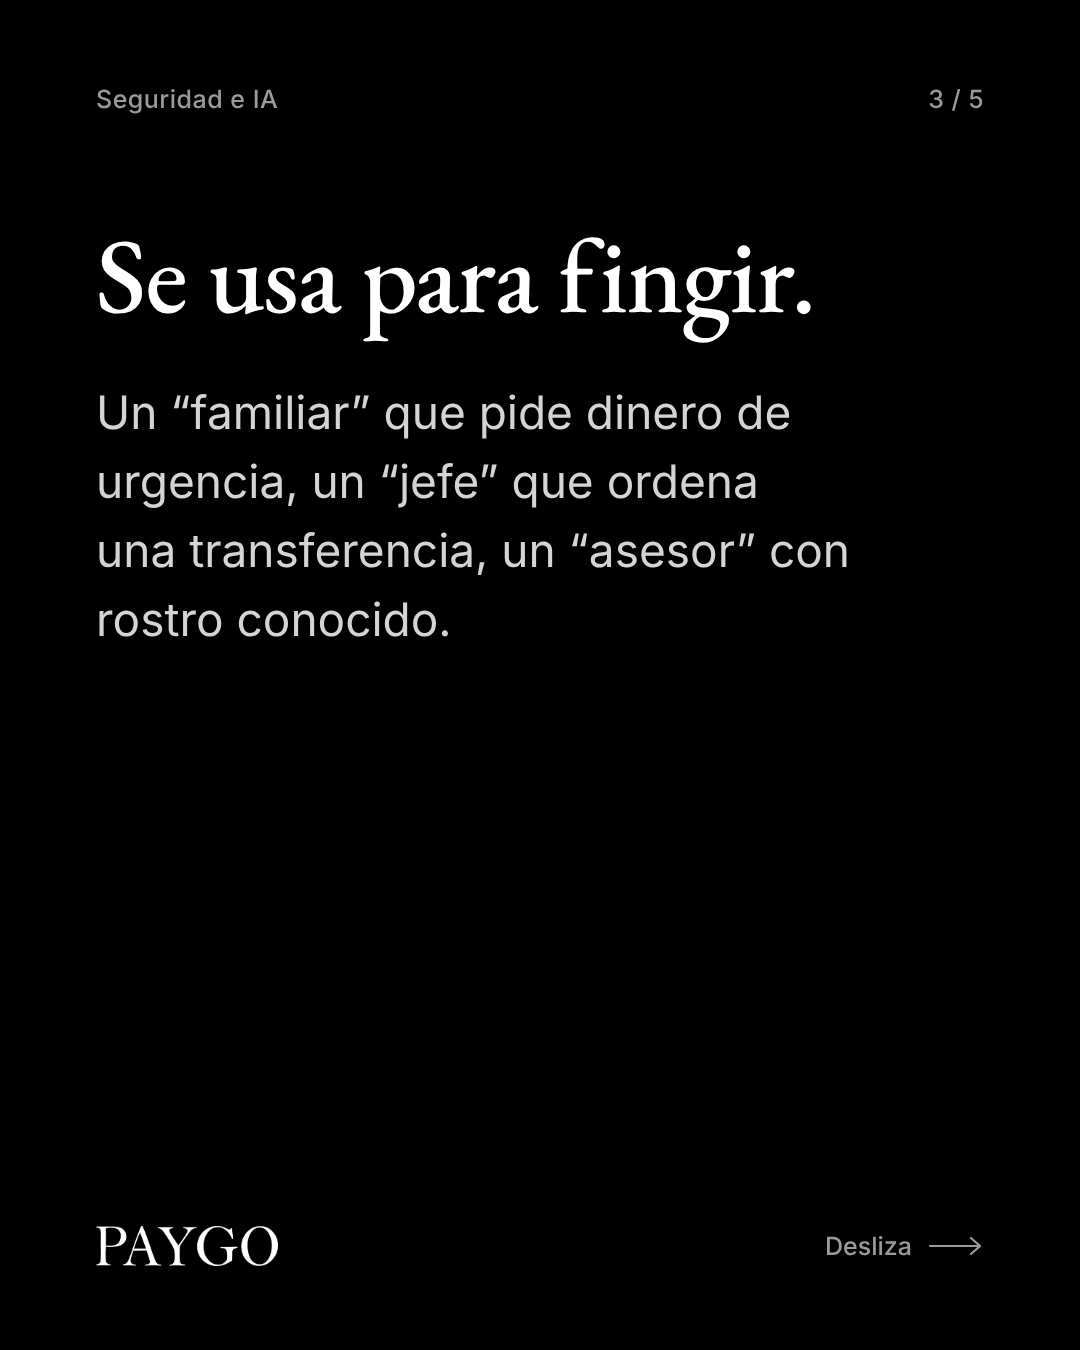 Seguridad e IA
3 / 5
Se usa para fingir.
Un “familiar” que pide dinero de
urgencia, un “jefe” que ordena
una transferencia, un “asesor” con
rostro conocido.
PAYGO
Desliza